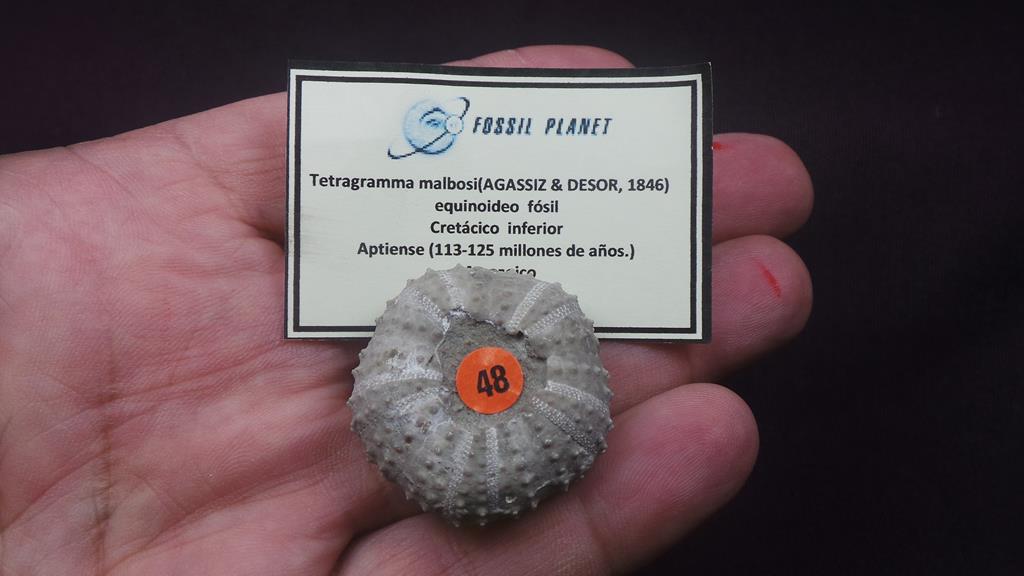 FOSSIL PLANET
Tetragramma malbosi(AGASSIZ & DESOR, 1846)
equinoideo fósil
Cretácico inferior
Aptiense (113-125 millones de años.)
48